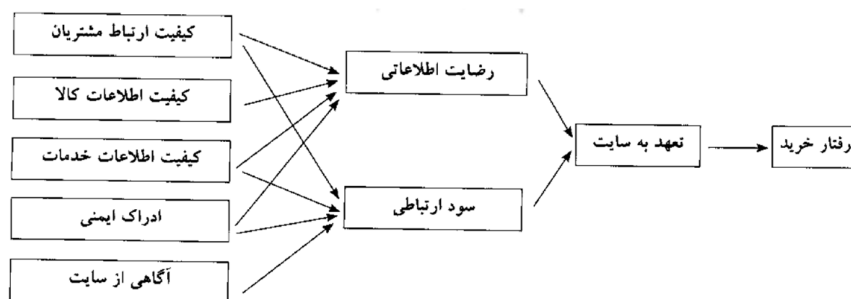 کیفیت ارتباط مشتریان
کیفیت اطلاعات کالا
کیفیت اطلاعات خدمات
ادراک ایمنی
آگاهی از سایت
رضایت اطلاعاتی
سود ارتباطی
تعهد به سایت
رفتار خرید